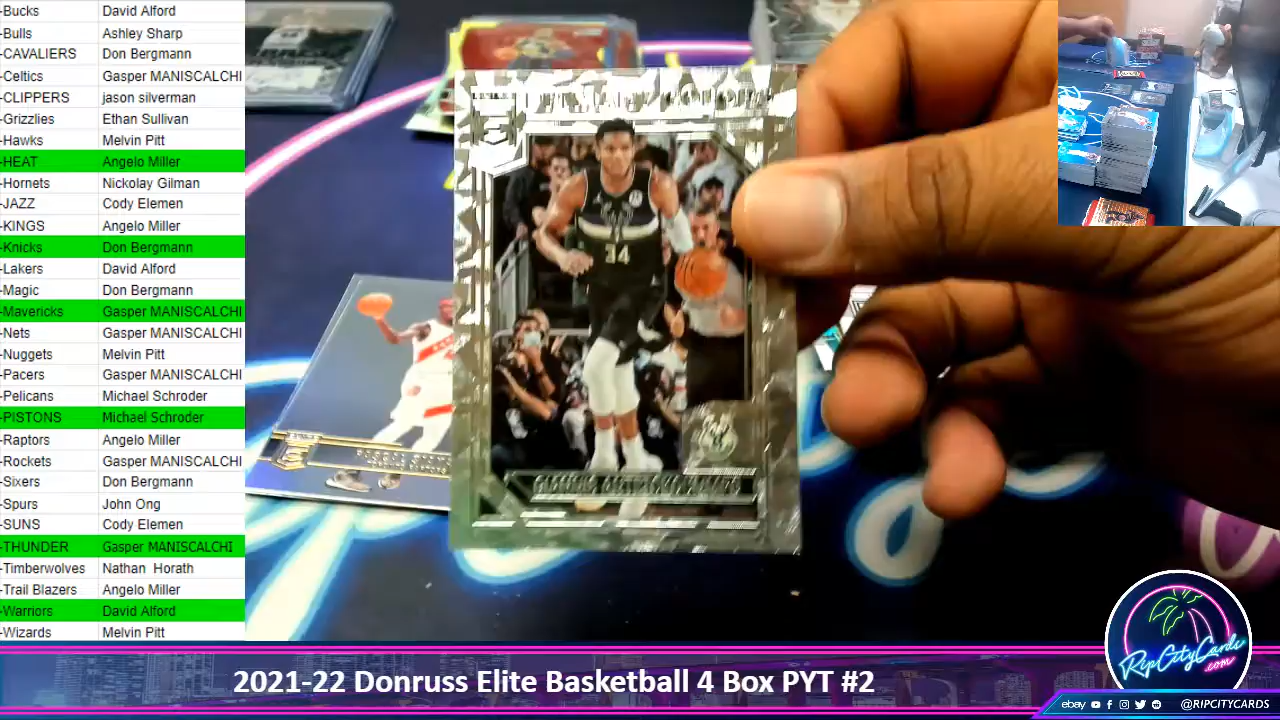 -Bucks David Alford
-Bulls Ashley Sharp
-CAVALIERS Don Bergmann
-Celtics Gasper MANISCALCHI
-CLIPPERS jason silverman
-Grizzlies Ethan Sullivan
-Hawks Melvin Pitt
-HEAT Angelo Miller
-Hornets Nickolay Gilman
-JAZZ Cody Elemen
-KINGS Angelo Miller
-Knicks Don Bergmann
-Lakers David Alford
-Magic Don Bergmann
-Mavericks Gasper MANISCALCHI
-Nets Gasper MANISCALCHI
-Nuggets Melvin Pitt
-Pacers Gasper MANISCALCHI
-Pelicans Michael Schroder
-PISTONS Michael Schroder
-Raptors Angelo Miller
-Rockets Gasper MANISCALCHI
-Sixers Don Bergmann
-Spurs John Ong
-SUNS Cody Elemen
-THUNDER Gasper MANISCALCHI
-Timberwolves Nathan Horath
-Trail Blazers Angelo Miller
-Warriors David Alford
-Wizards Melvin Pitt
34
2021-22 Donruss Elite Basketball 4 Box PYT #2
RipCityCards
.com
ebay @RIPCITYCARDS